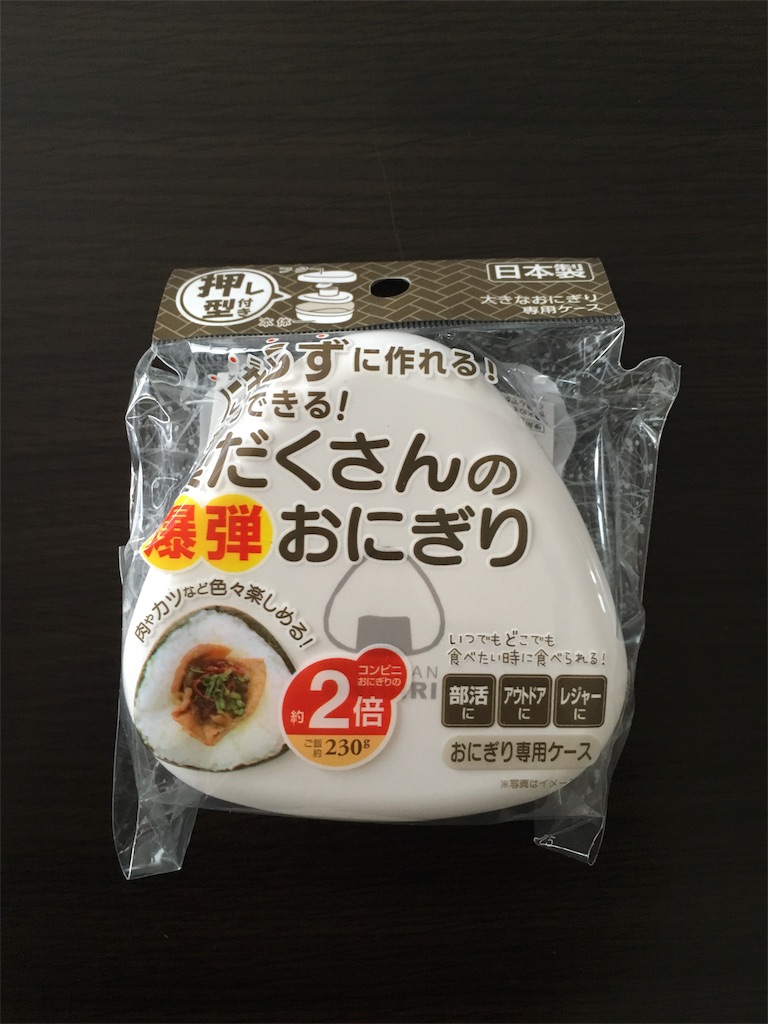 押し
型付き
フタ
本体
日本製
大きなおにぎり
専用ケース
らずに作れる!
できる!
だくさんの
爆弾おにぎり
肉やカツなど色々楽しめる!
コンビニ
おにぎりの
約2倍
ご飯
約230g
いつでもどこでも
食べたい時に食べられる!
部活に
アウトドアに
レジャーに
おにぎり専用ケース
※写真はイメー